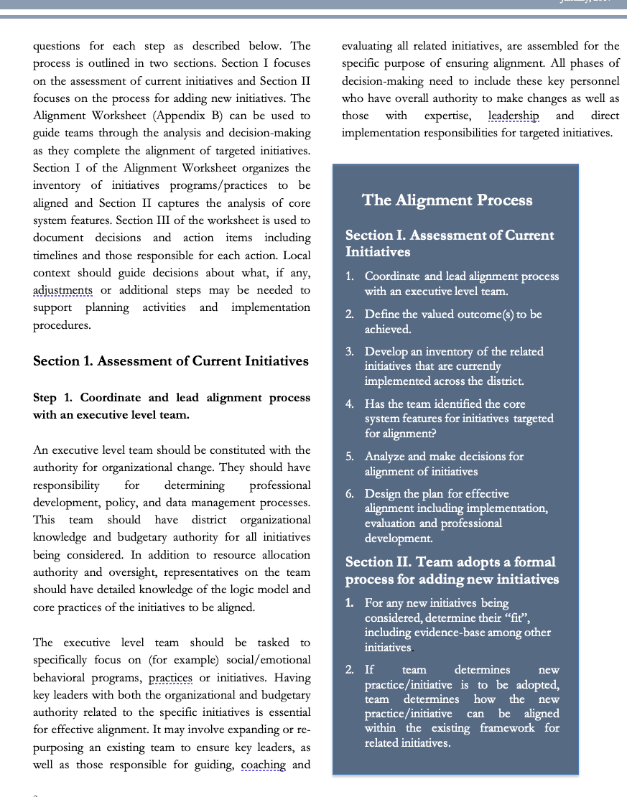 questions for each step as described below. The
process is outlined in two sections. Section I focuses
on the assessment of current initiatives and Section II
focuses on the process for adding new initiatives. The
Alignment Worksheet (Appendix B) can be used to
guide teams through the analysis and decision-making
as they complete the alignment of targeted initiatives.
Section I of the Alignment Worksheet organizes the
inventory of initiatives programs/practices to be
aligned and Section II captures the analysis of core
system features. Section III of the worksheet is used to
document decisions and action items including
timelines and those responsible for each action. Local
context should guide decisions about what, if any,
adjustments or additional steps may be needed to
support planning activities and implementation
procedures.
Section 1. Assessment of Current Initiatives
Step 1. Coordinate and lead alignment process
with an executive level team.
An executive level team should be constituted with the
authority for organizational change. They should have
responsibility for determining professional
development, policy, and data management processes.
This team should have district organizational
knowledge and budgetary authority for all initiatives
being considered. In addition to resource allocation
authority and oversight, representatives on the team
should have detailed knowledge of the logic model and
core practices of the initiatives to be aligned.
The executive level team should be tasked to
specifically focus on (for example) social/emotional
behavioral programs, practices or initiatives. Having
key leaders with both the organizational and budgetary
authority related to the specific initiatives is essential
for effective alignment. It may involve expanding or re-
purposing an existing team to ensure key leaders, as
well as those responsible for guiding, coaching and
evaluating all related initiatives, are assembled for the
specific purpose of ensuring alignment. All phases of
decision-making need to include these key personnel
who have overall authority to make changes as well as
those with expertise, leadership and direct
implementation responsibilities for targeted initiatives.
The Alignment Process
Section I. Assessment of Current
Initiatives
1. Coordinate and lead alignment process
with an executive level team.
2. Define the valued outcome(s) to be
achieved.
3. Develop an inventory of the related
initiatives that are currently
implemented across the district.
4. Has the team identified the core
system features for initiatives targeted
for alignment?
5. Analyze and make decisions for
alignment of initiatives
6. Design the plan for effective
alignment including implementation,
evaluation and professional
development.
Section II. Team adopts a formal
process for adding new initiatives
1. For any new initiatives being
considered, determine their “fit”,
including evidence-base among other
initiatives.
2. If team determines new
practice/initiative is to be adopted,
team determines how the new
practice/initiative can be aligned
within the existing framework for
related initiatives.